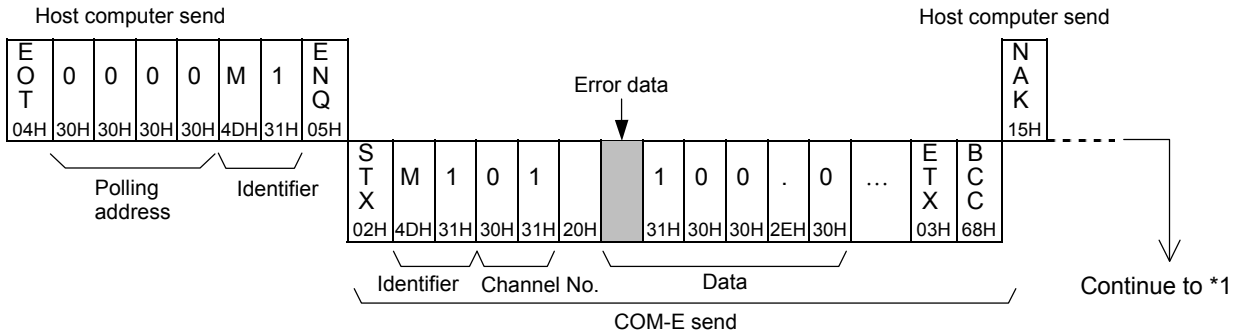 Host computer send
Host computer send
E O T 0 0 0 0 M 1 E N Q
04H 30H 30H 30H 30H 4DH 31H 05H
Error data
N A K
15H
Polling address
Identifier
S T X M 1 0 1 1 0 0 . 0 … E T X B C C
02H 4DH 31H 30H 31H 20H 31H 30H 30H 2EH 30H 03H 68H
Identifier Channel No. Data
Continue to *1
COM-E send